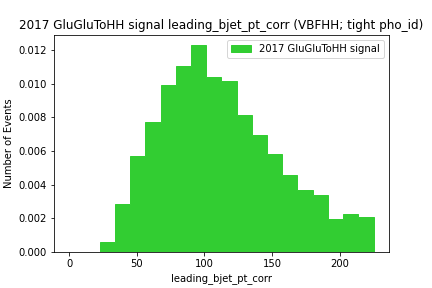 2017 GluGluToHH signal leading_bjet_pt_corr (VBFHH; tight pho_id)
2017 GluGluToHH signal
Number of Events
0.012
0.010
0.008
0.006
0.004
0.002
0.000
0 50 100 150 200
leading_bjet_pt_corr